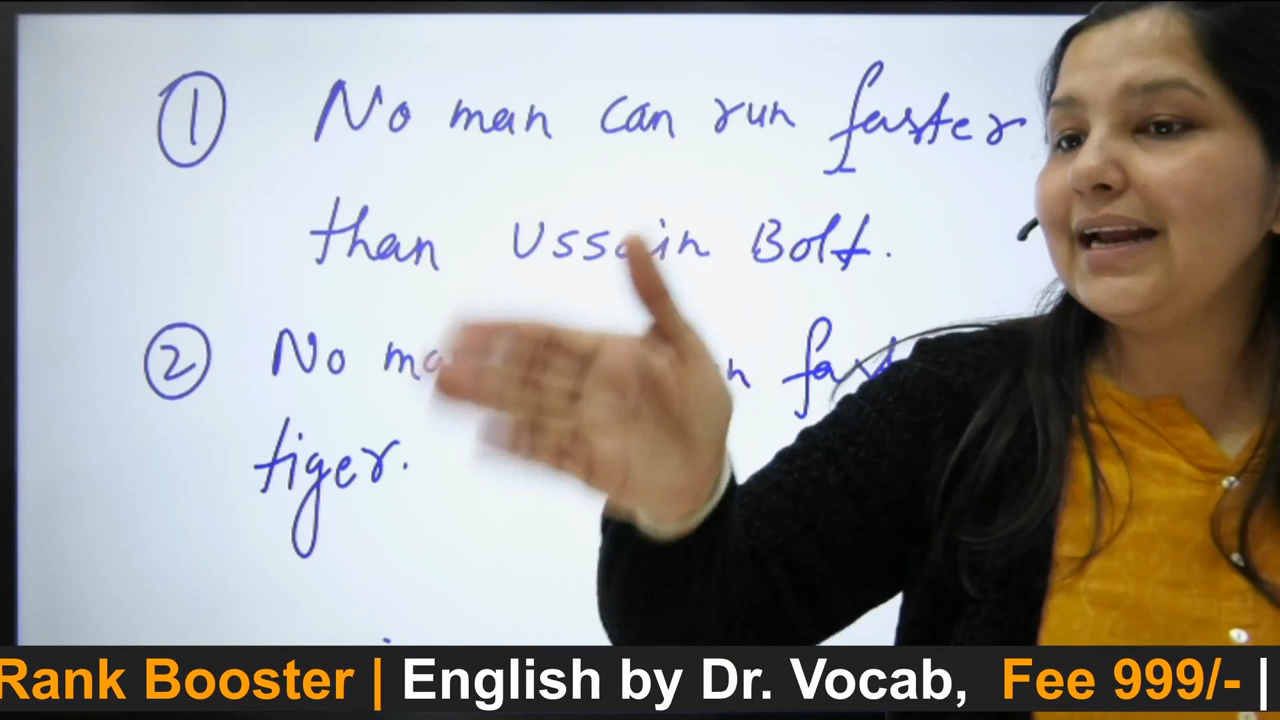 ① No man can run faster
than Ussain Bolt.
② No
tiger.
Rank Booster | English by Dr. Vocab, Fee 999/- |